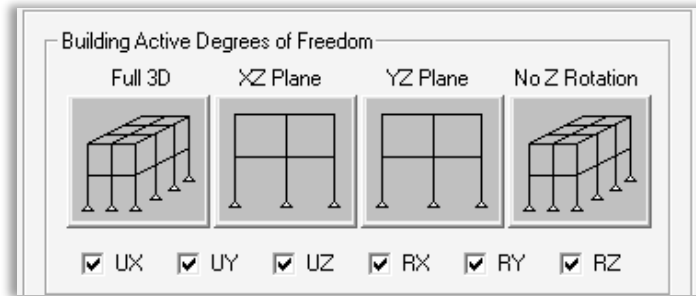 Building Active Degrees of Freedom
Full 3D XZ Plane YZ Plane No Z Rotation
UX UY UZ RX RY RZ